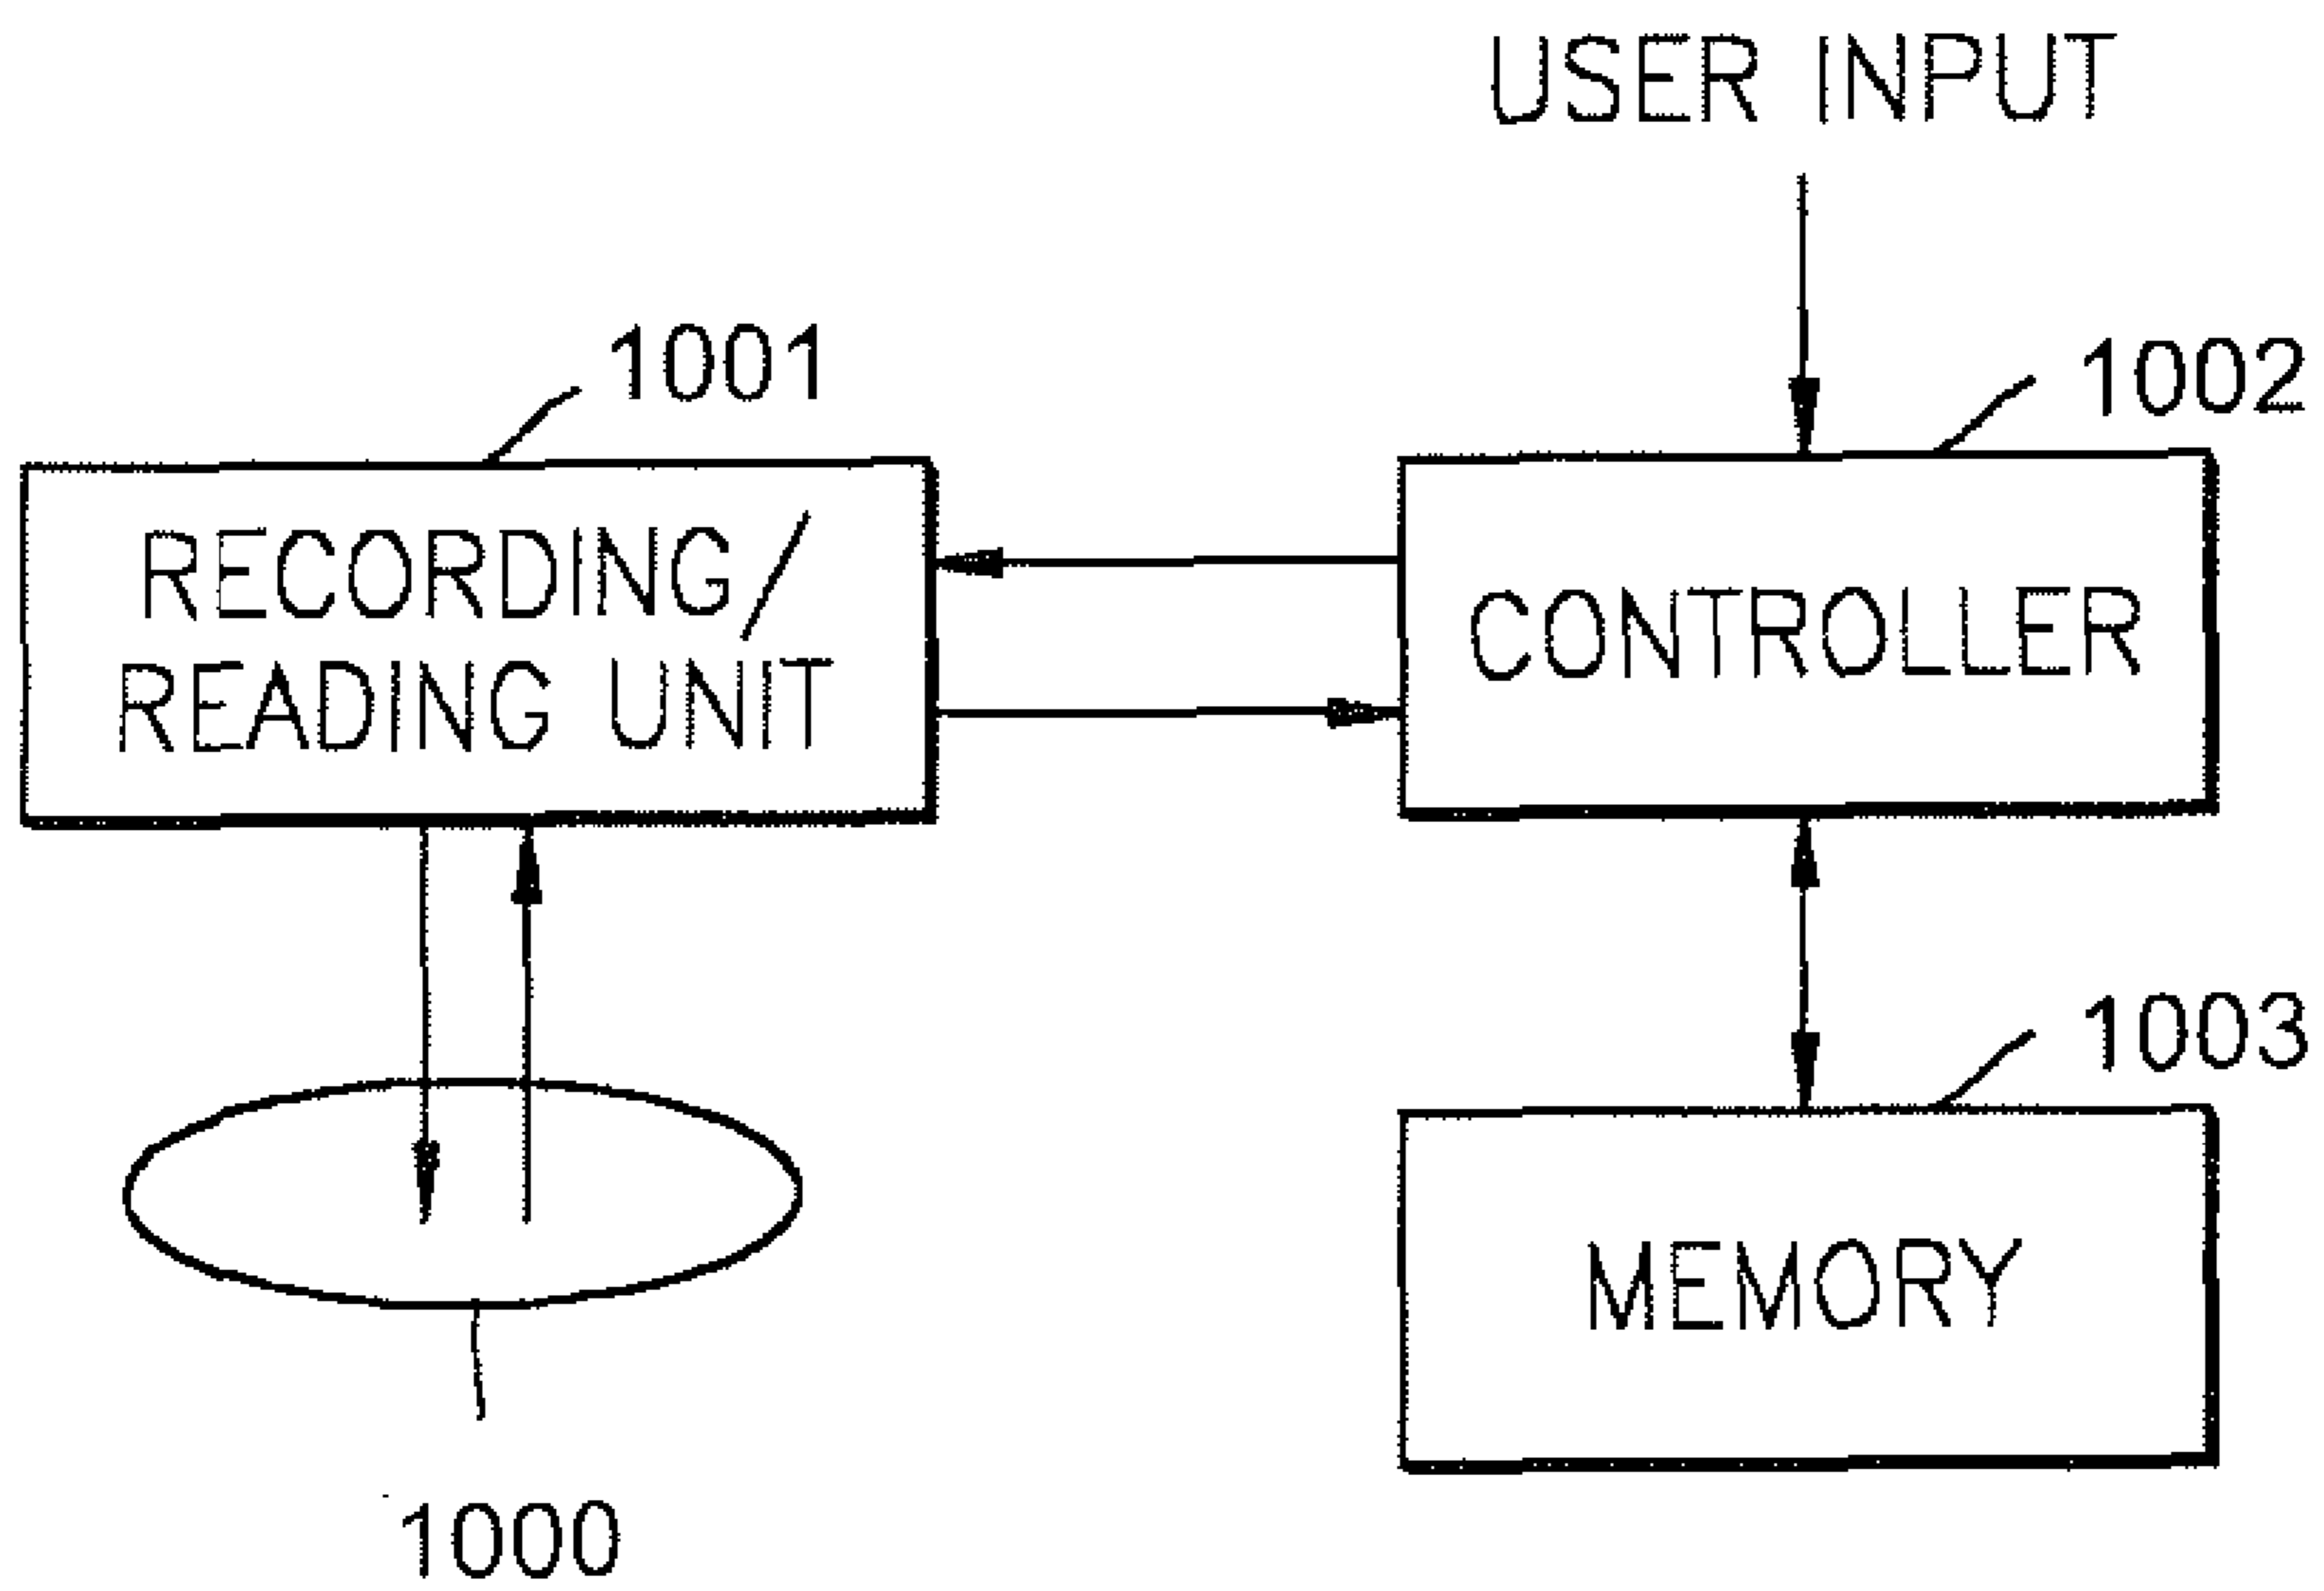 USER INPUT
1001
1002
RECORDING/
READING UNIT
CONTROLLER
1003
MEMORY
1000